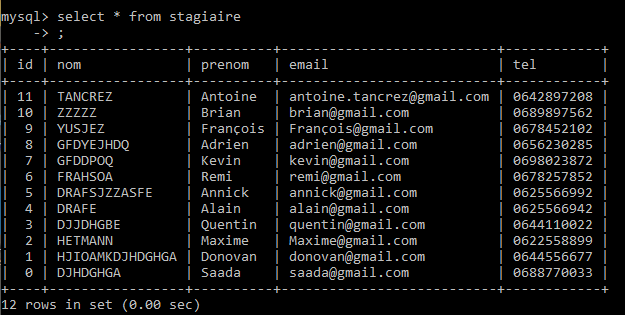 mysql> select * from stagiaire
    -> ;
+----+------------------+----------+---------------------------+------------+
| id | nom              | prenom   | email                     | tel        |
+----+------------------+----------+---------------------------+------------+
| 11 | TANCREZ          | Antoine  | antoine.tancrez@gmail.com | 0642897208 |
| 10 | ZZZZZ            | Brian    | brian@gmail.com           | 0689897562 |
|  9 | YUSJEZ           | François | François@gmail.com        | 0678452102 |
|  8 | GFDYEJHDQ        | Adrien   | adrien@gmail.com          | 0656230285 |
|  7 | GFDDPOQ          | Kevin    | kevin@gmail.com           | 0698023872 |
|  6 | FRAHSOA          | Remi     | remi@gmail.com            | 0678257852 |
|  5 | DRAFSJZZASFE     | Annick   | annick@gmail.com          | 0625566992 |
|  4 | DRAFE            | Alain    | alain@gmail.com           | 0625566942 |
|  3 | DJJDHGBE         | Quentin  | quentin@gmail.com         | 0644110022 |
|  2 | HETMANN          | Maxime   | Maxime@gmail.com          | 0622558899 |
|  1 | HJIOAMKDJHDGHGA  | Donovan  | donovan@gmail.com         | 0644556677 |
|  0 | DJHDGHGA         | Saada    | saada@gmail.com           | 0688770033 |
+----+------------------+----------+---------------------------+------------+
12 rows in set (0.00 sec)